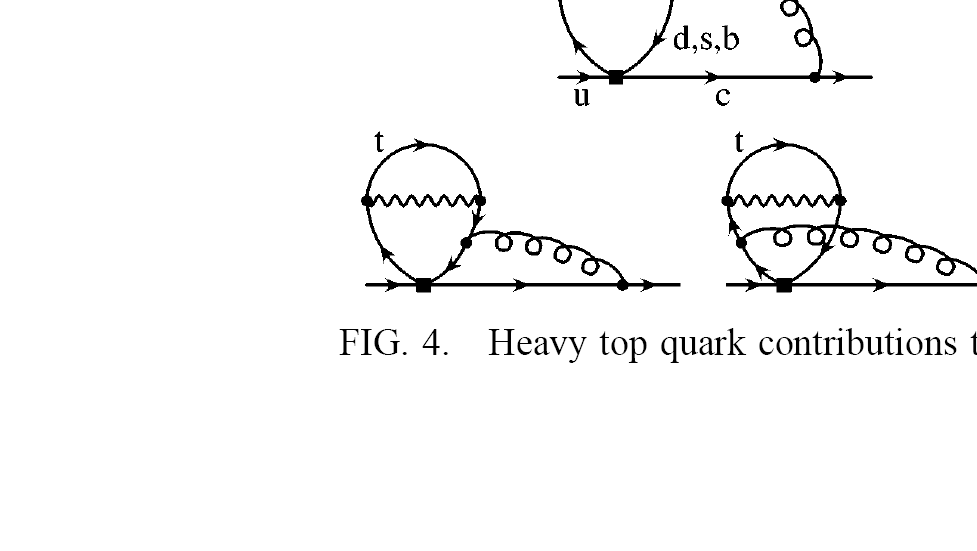 d,s,b
u c
t t
FIG. 4. Heavy top quark contributions